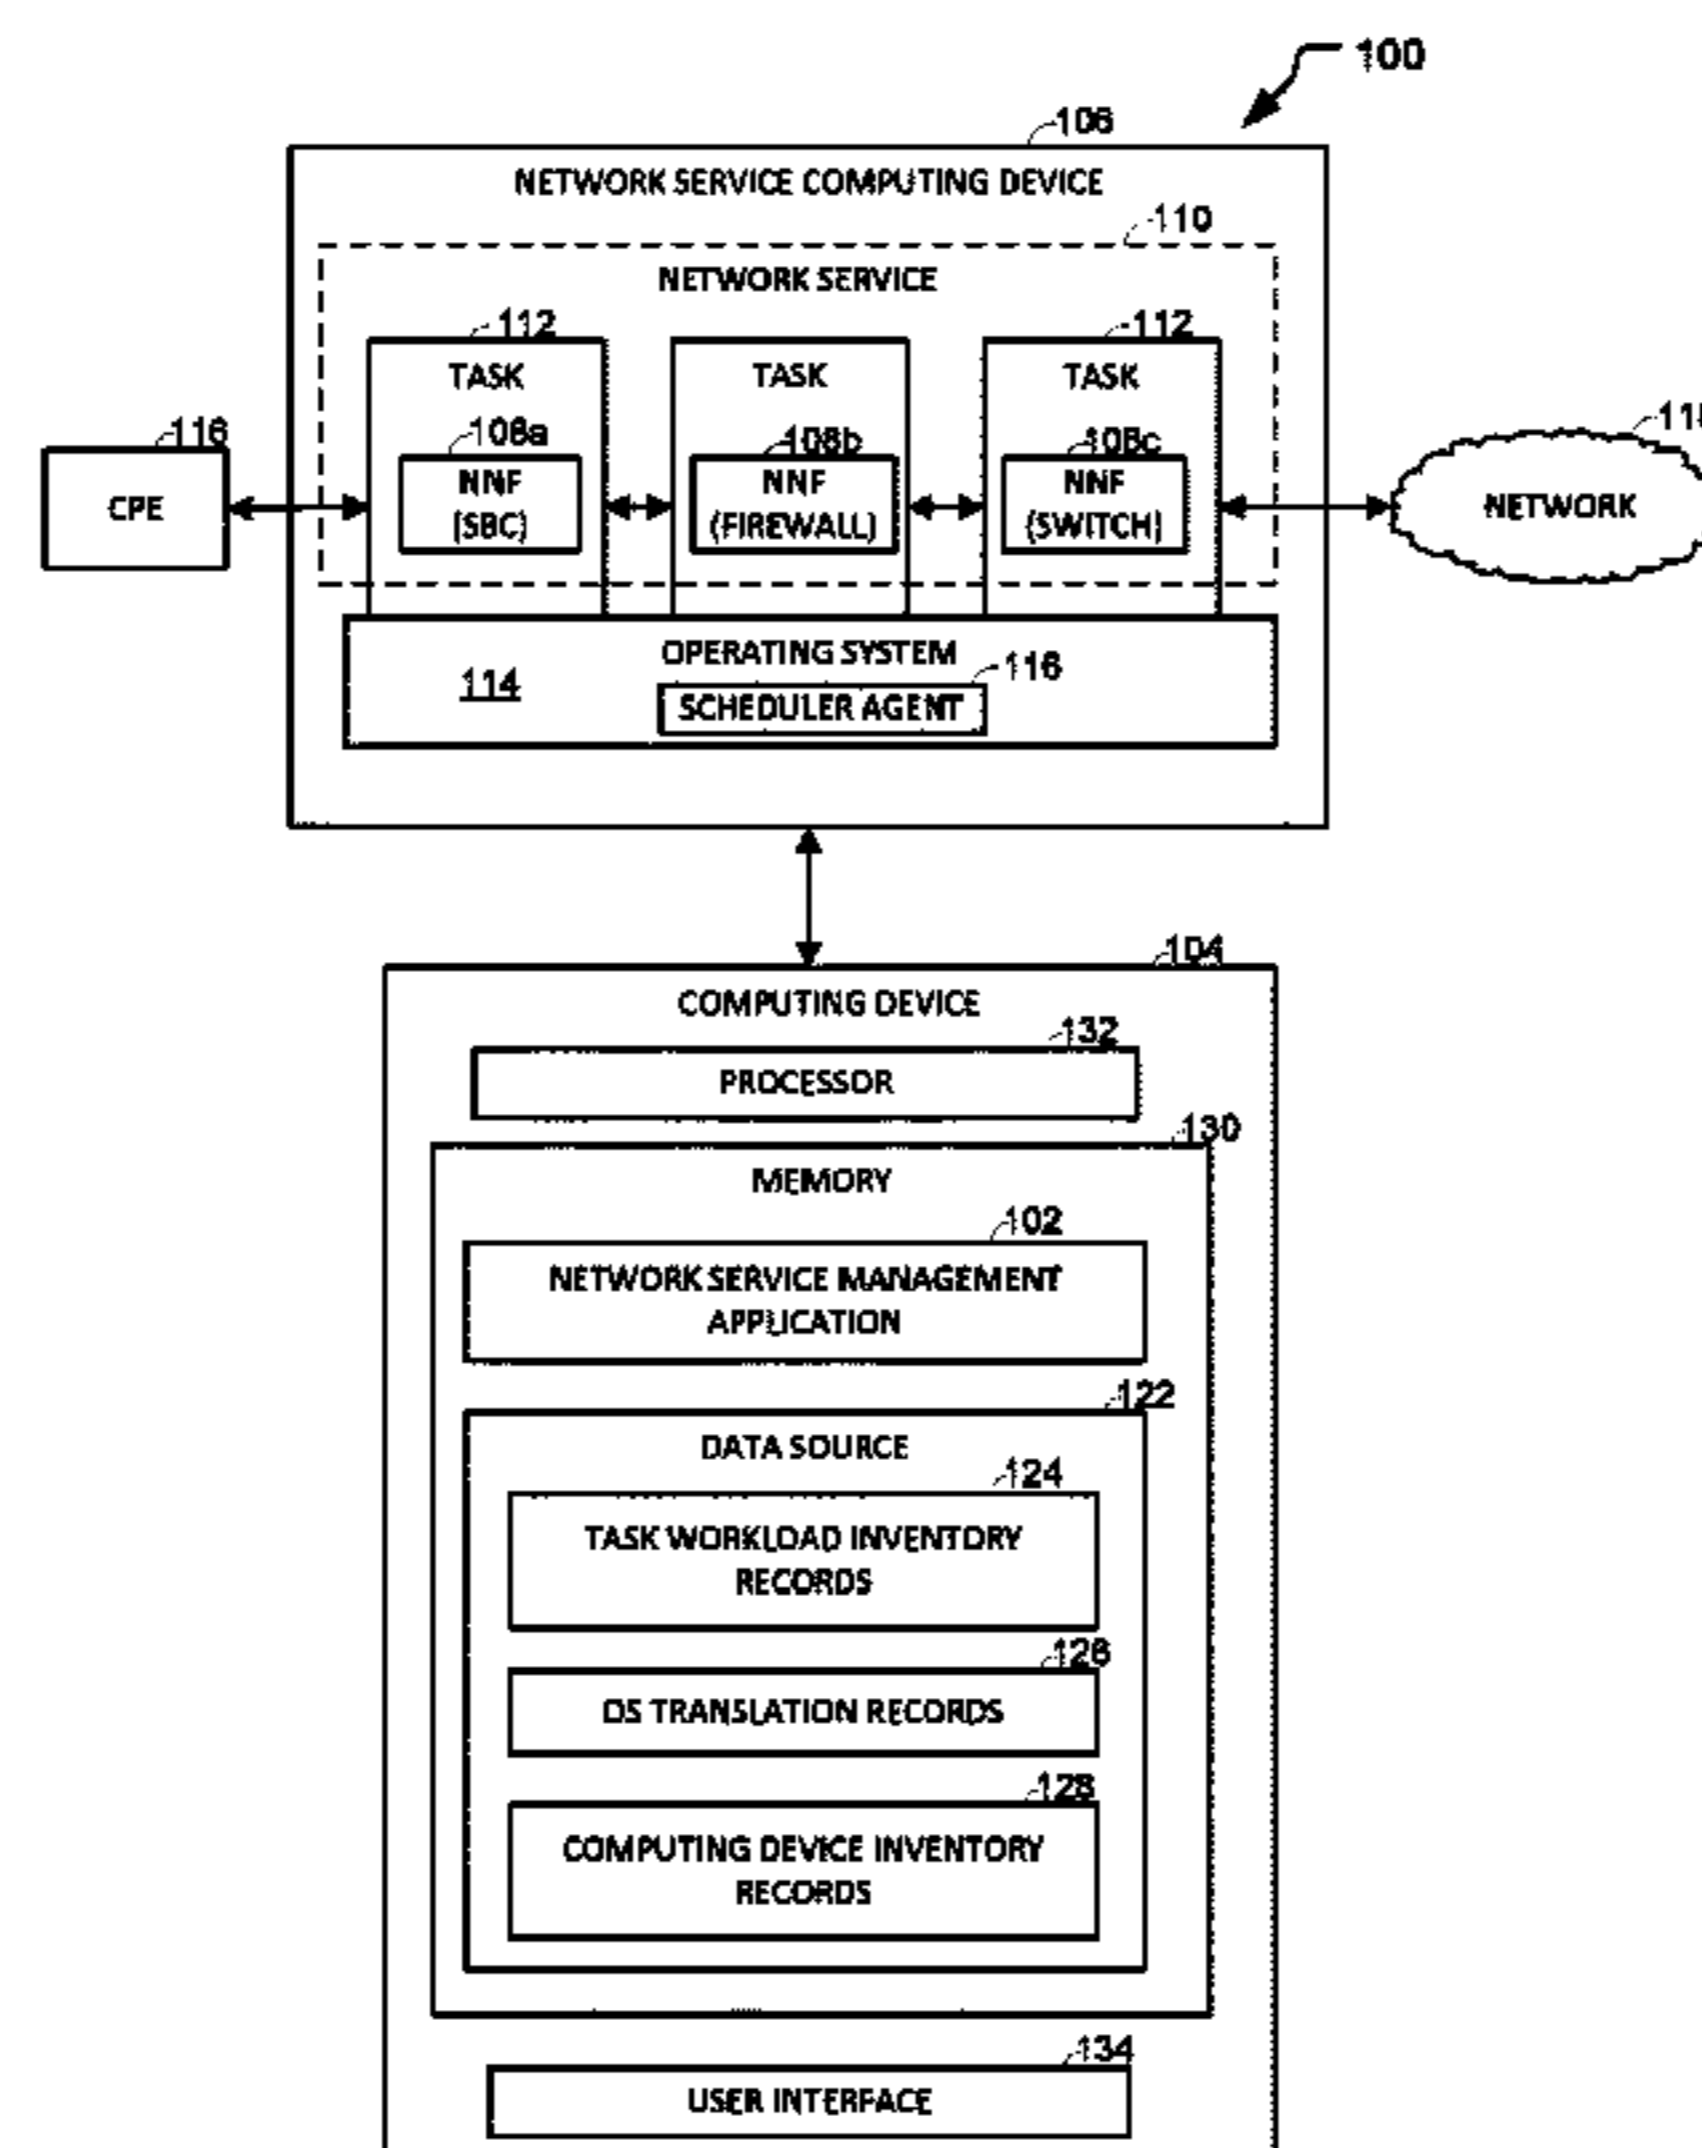 100
106
NETWORK SERVICE COMPUTING DEVICE
110
NETWORK SERVICE
112
112
TASK
TASK
TASK
116
108a
108b
108c
CPE
NNF
(SBC)
NNF
(FIREWALL)
NNF
(SWITCH)
NETWORK
OPERATING SYSTEM
114
116
SCHEDULER AGENT
104
COMPUTING DEVICE
132
PROCESSOR
130
MEMORY
102
NETWORK SERVICE MANAGEMENT
APPLICATION
122
DATA SOURCE
124
TASK WORKLOAD INVENTORY
RECORDS
126
OS TRANSLATION RECORDS
128
COMPUTING DEVICE INVENTORY
RECORDS
134
USER INTERFACE